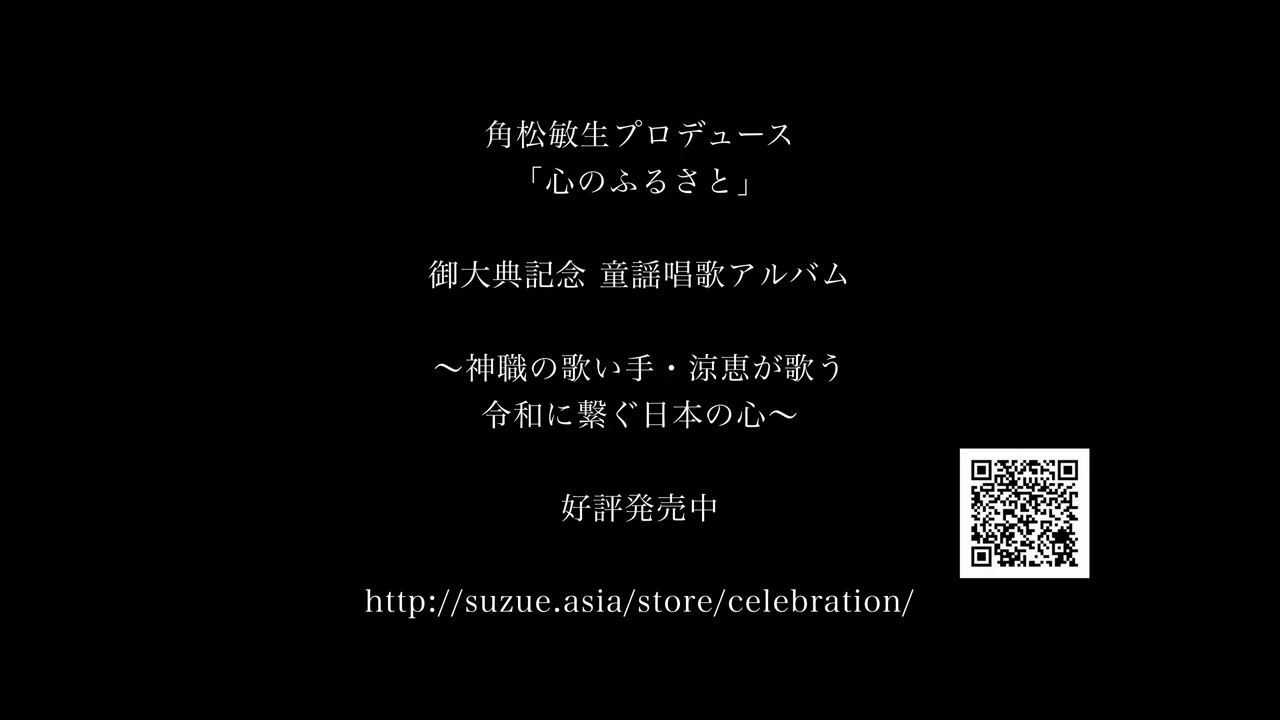 角松敏生プロデュース
「心のふるさと」
御大典記念 童謡唱歌アルバム
〜神職の歌い手・涼恵が歌う
令和に繋ぐ日本の心〜
好評発売中
http://suzue.asia/store/celebration/